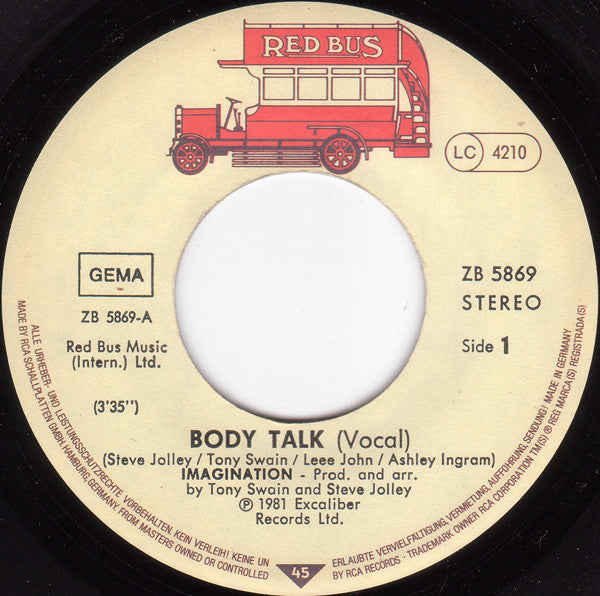 RED BUS
LC 4210
GEMA
ZB 5869-A
Red Bus Music
(Intern.) Ltd.
(3'35")
ZB 5869
STEREO
Side 1
BODY TALK (Vocal)
(Steve Jolley / Tony Swain / Leee John / Ashley Ingram)
IMAGINATION - Prod. and arr.
by Tony Swain and Steve Jolley
℗ 1981 Excaliber
Records Ltd.
ALLE URHEBER- UND LEISTUNGSSCHUTZRECHTE VORBEHALTEN. KEIN VERLEIH! KEINE UN
ERLAUBTE VERVIELFÄLTIGUNG, VERMIETUNG, AUFFÜHRUNG, SENDUNG! MADE IN GERMANY
MADE BY RCA SCHALLPLATTEN GMBH, HAMBURG, GERMANY, FROM MASTERS OWNED OR CONTROLLED
BY RCA RECORDS · TRADEMARK OWNER RCA CORPORATION TM(S) ® REG MARCA(S) REGISTRADA(S)
45